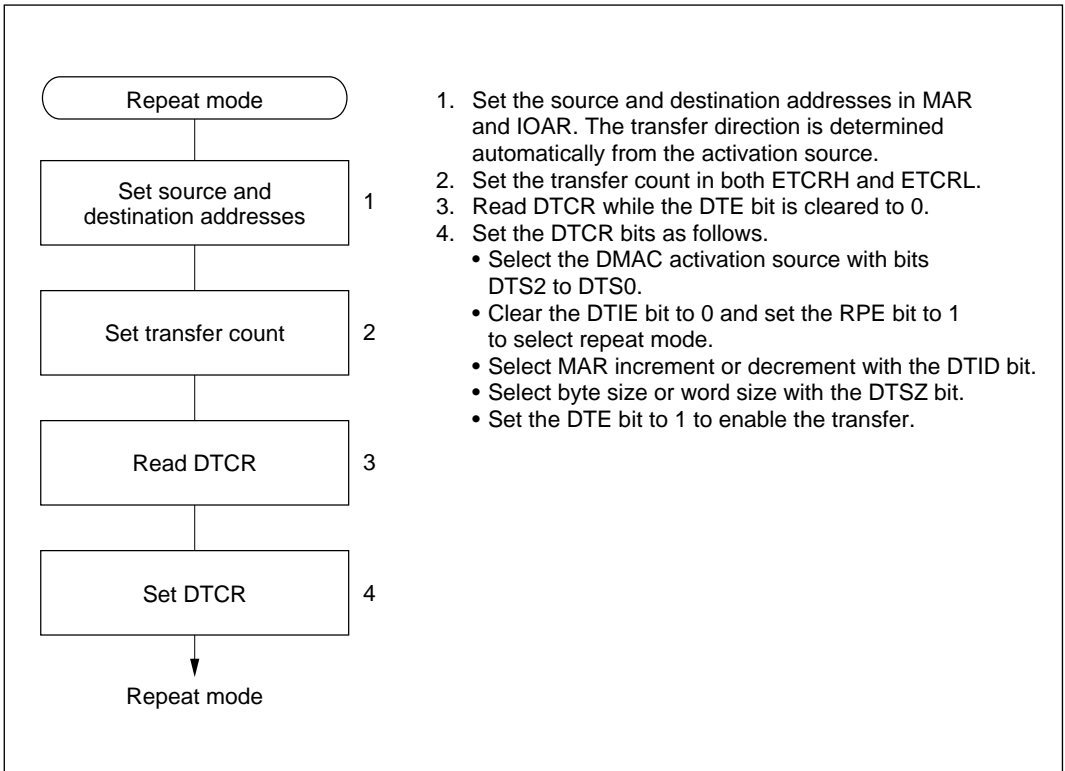 Repeat mode
Set source and
destination addresses
1
Set transfer count
2
Read DTCR
3
Set DTCR
4
Repeat mode
1. Set the source and destination addresses in MAR
and IOAR. The transfer direction is determined
automatically from the activation source.
2. Set the transfer count in both ETCRH and ETCRL.
3. Read DTCR while the DTE bit is cleared to 0.
4. Set the DTCR bits as follows.
• Select the DMAC activation source with bits
DTS2 to DTS0.
• Clear the DTIE bit to 0 and set the RPE bit to 1
to select repeat mode.
• Select MAR increment or decrement with the DTID bit.
• Select byte size or word size with the DTSZ bit.
• Set the DTE bit to 1 to enable the transfer.